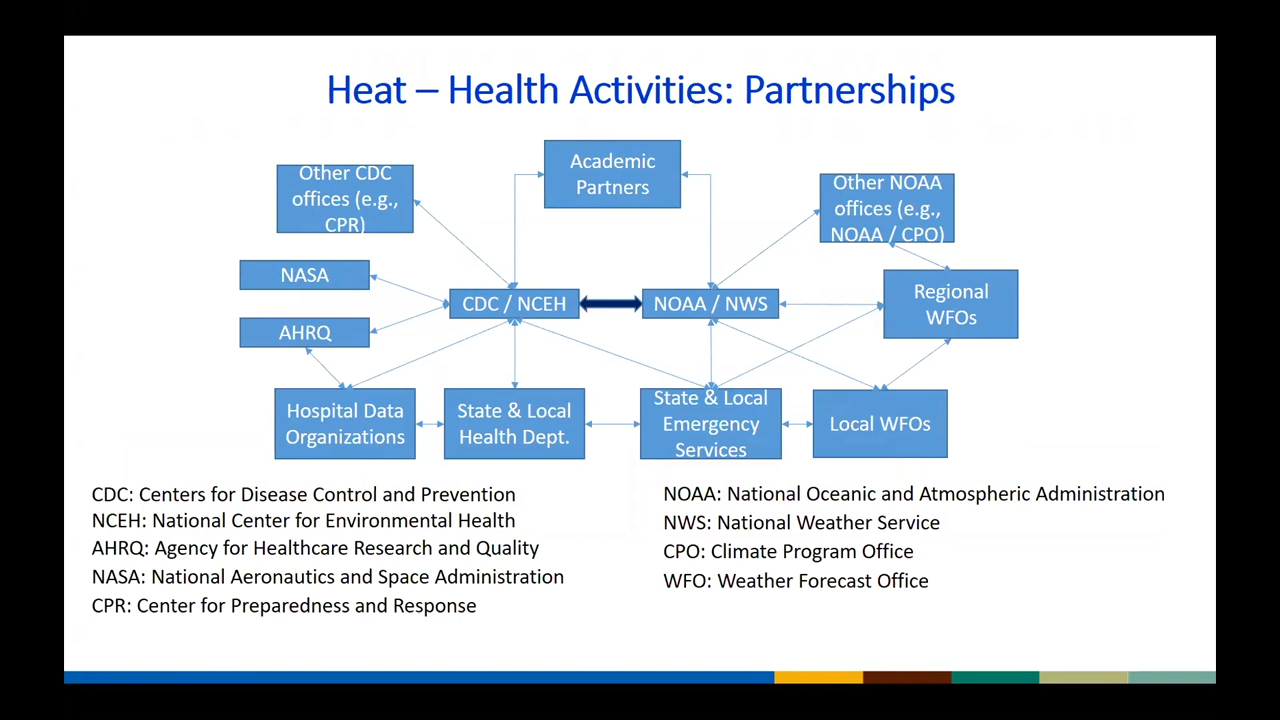 Heat – Health Activities: Partnerships
Academic
Partners
Other CDC
offices (e.g.,
CPR)
Other NOAA
offices (e.g.,
NOAA / CPO)
NASA
CDC / NCEH
NOAA / NWS
Regional
WFOs
AHRQ
Hospital Data
Organizations
State & Local
Health Dept.
State & Local
Emergency
Services
Local WFOs
CDC: Centers for Disease Control and Prevention
NCEH: National Center for Environmental Health
AHRQ: Agency for Healthcare Research and Quality
NASA: National Aeronautics and Space Administration
CPR: Center for Preparedness and Response
NOAA: National Oceanic and Atmospheric Administration
NWS: National Weather Service
CPO: Climate Program Office
WFO: Weather Forecast Office